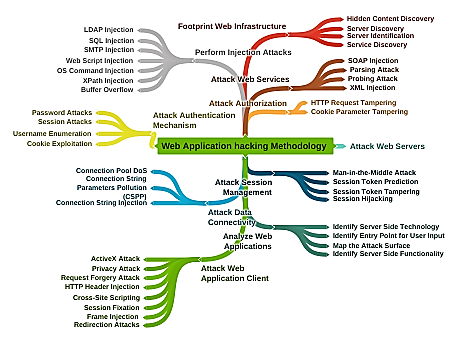 Footprint Web Infrastructure
Hidden Content Discovery
Server Discovery
Server Identification
Service Discovery
LDAP Injection
SQL Injection
SMTP Injection
Web Script Injection
OS Command Injection
XPath Injection
Buffer Overflow
Perform Injection Attacks
Attack Web Services
SOAP Injection
Parsing Attack
Probing Attack
XML Injection
Attack Authorization
HTTP Request Tampering
Cookie Parameter Tampering
Password Attacks
Session Attacks
Username Enumeration
Cookie Exploitation
Attack Authentication
Mechanism
Web Application hacking Methodology
Attack Web Servers
Connection Pool DoS
Connection String
Parameters Pollution
(CSPP)
Connection String Injection
Attack Session
Management
Man-in-the-Middle Attack
Session Token Prediction
Session Token Tampering
Session Hijacking
Attack Data
Connectivity
Analyze Web
Applications
Identify Server Side Technology
Identify Entry Point for User Input
Map the Attack Surface
Identify Server Side Functionality
ActiveX Attack
Privacy Attack
Request Forgery Attack
HTTP Header Injection
Cross-Site Scripting
Session Fixation
Frame Injection
Redirection Attacks
Attack Web
Application Client